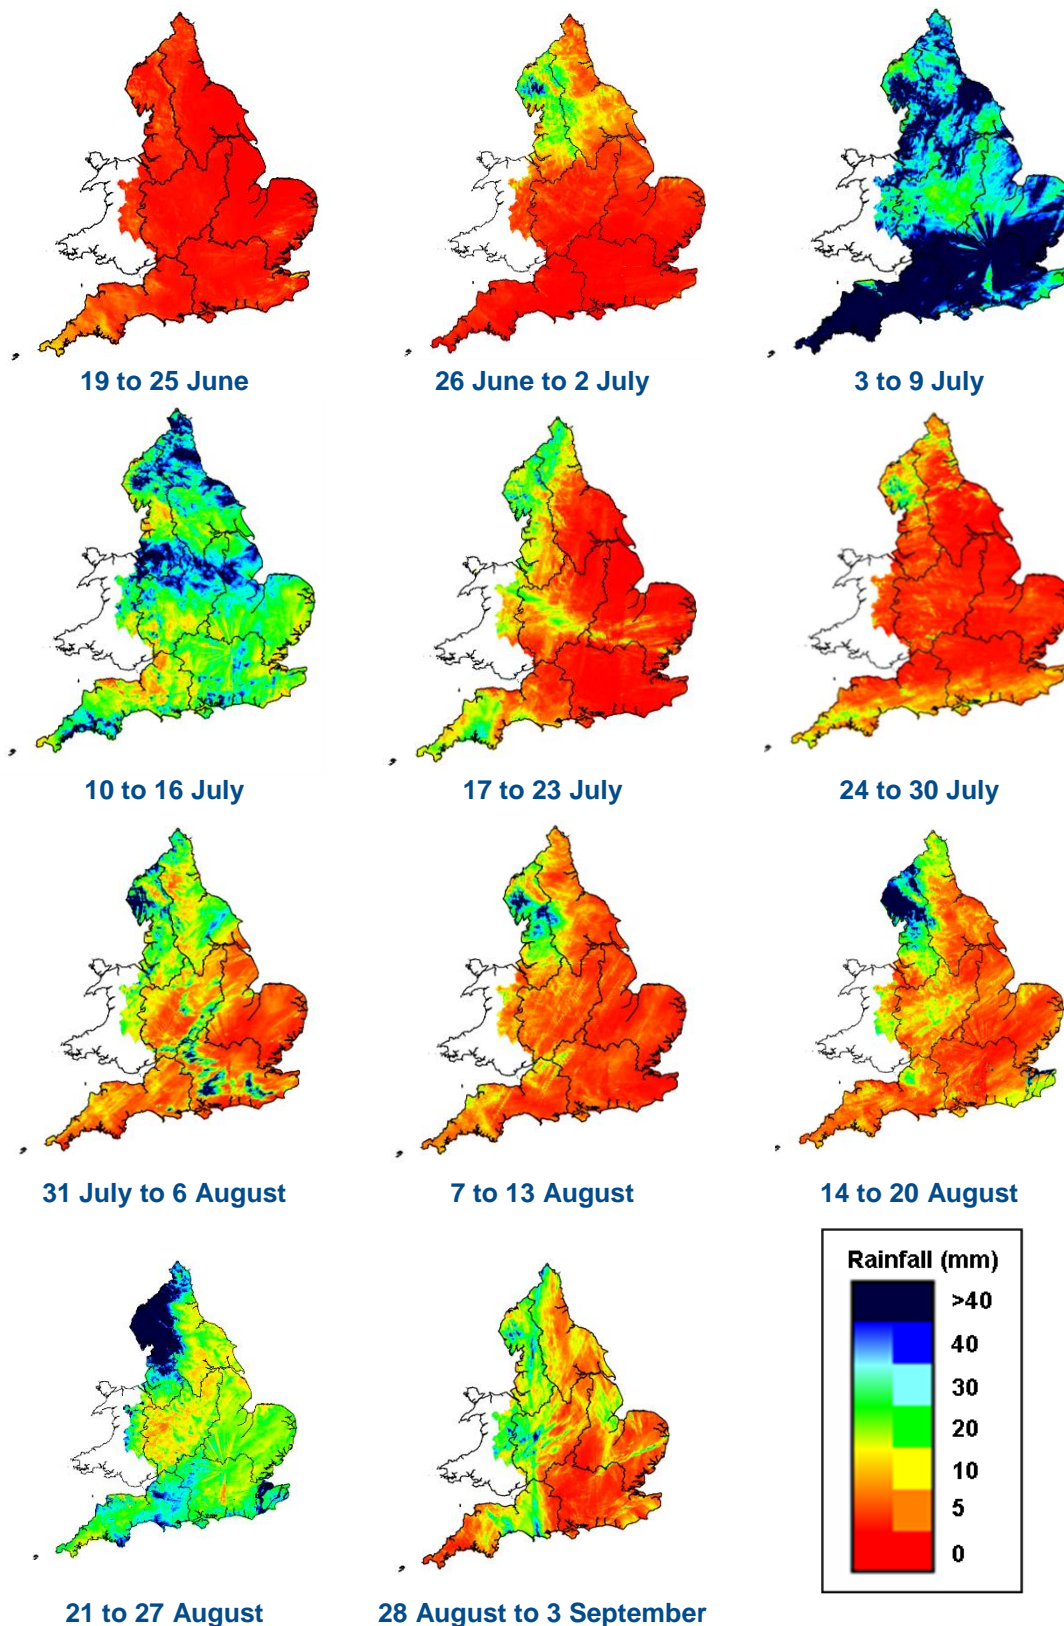 19 to 25 June
26 June to 2 July
3 to 9 July
10 to 16 July
17 to 23 July
24 to 30 July
31 July to 6 August
7 to 13 August
14 to 20 August
Rainfall (mm)
>40
40
30
20
10
5
0
21 to 27 August
28 August to 3 September